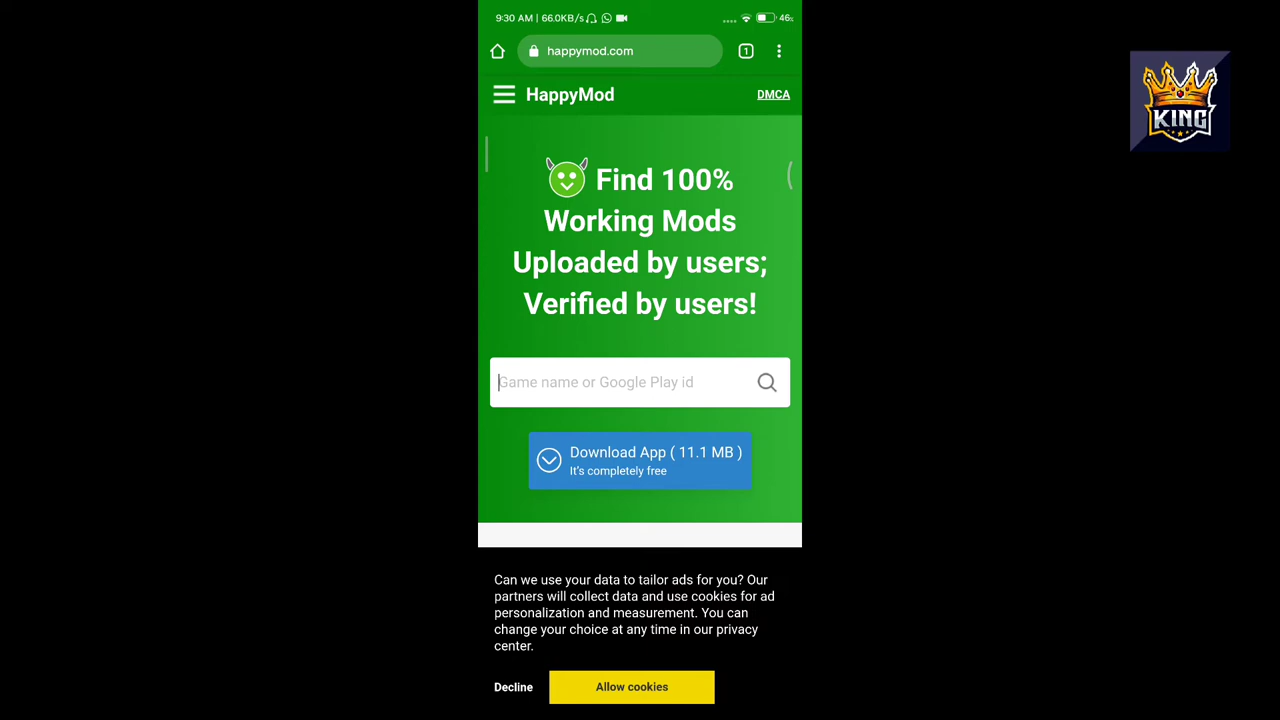 9:30 AM | 66.0KB/s 46%
happymod.com 1
HappyMod DMCA
KING
Find 100%
Working Mods
Uploaded by users;
Verified by users!
Game name or Google Play id
Download App ( 11.1 MB )
It's completely free
Can we use your data to tailor ads for you? Our
partners will collect data and use cookies for ad
personalization and measurement. You can
change your choice at any time in our privacy
center.
Decline Allow cookies